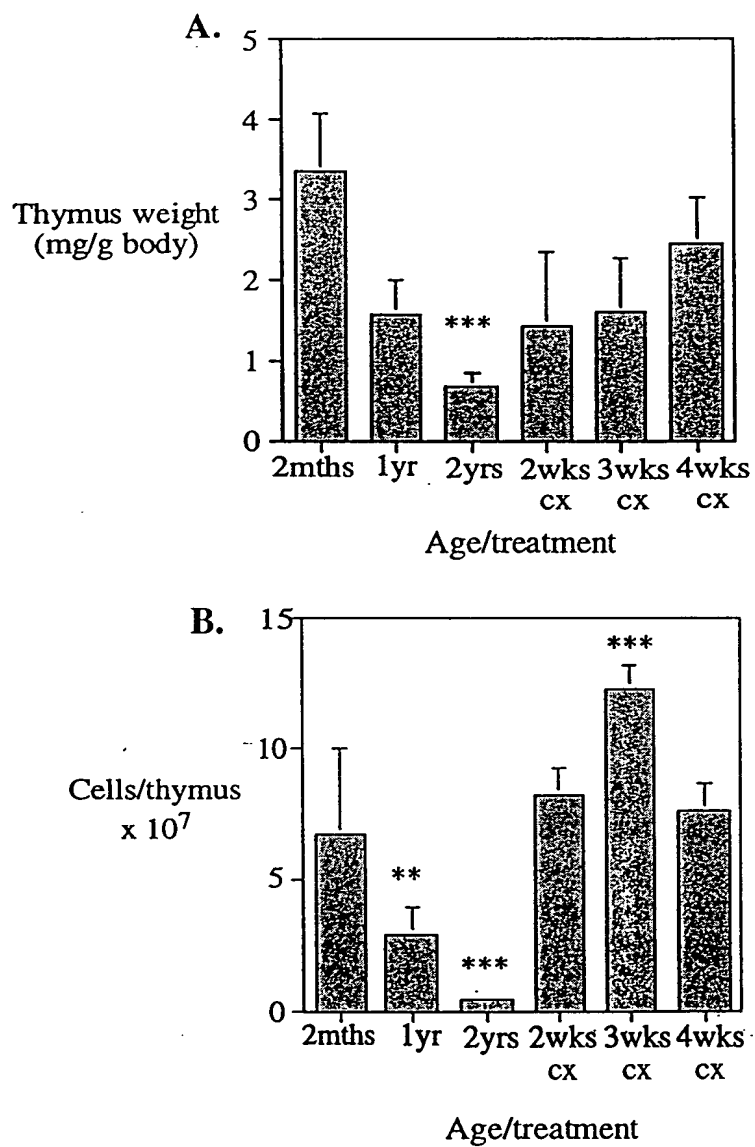 A.
5
4
3
2
1
0
Thymus weight
(mg/g body)
***
2mths 1yr 2yrs 2wks 3wks 4wks
cx cx cx
Age/treatment
B.
15
10
5
0
Cells/thymus
x 10⁷
**
***
***
2mths 1yr 2yrs 2wks 3wks 4wks
cx cx cx
Age/treatment